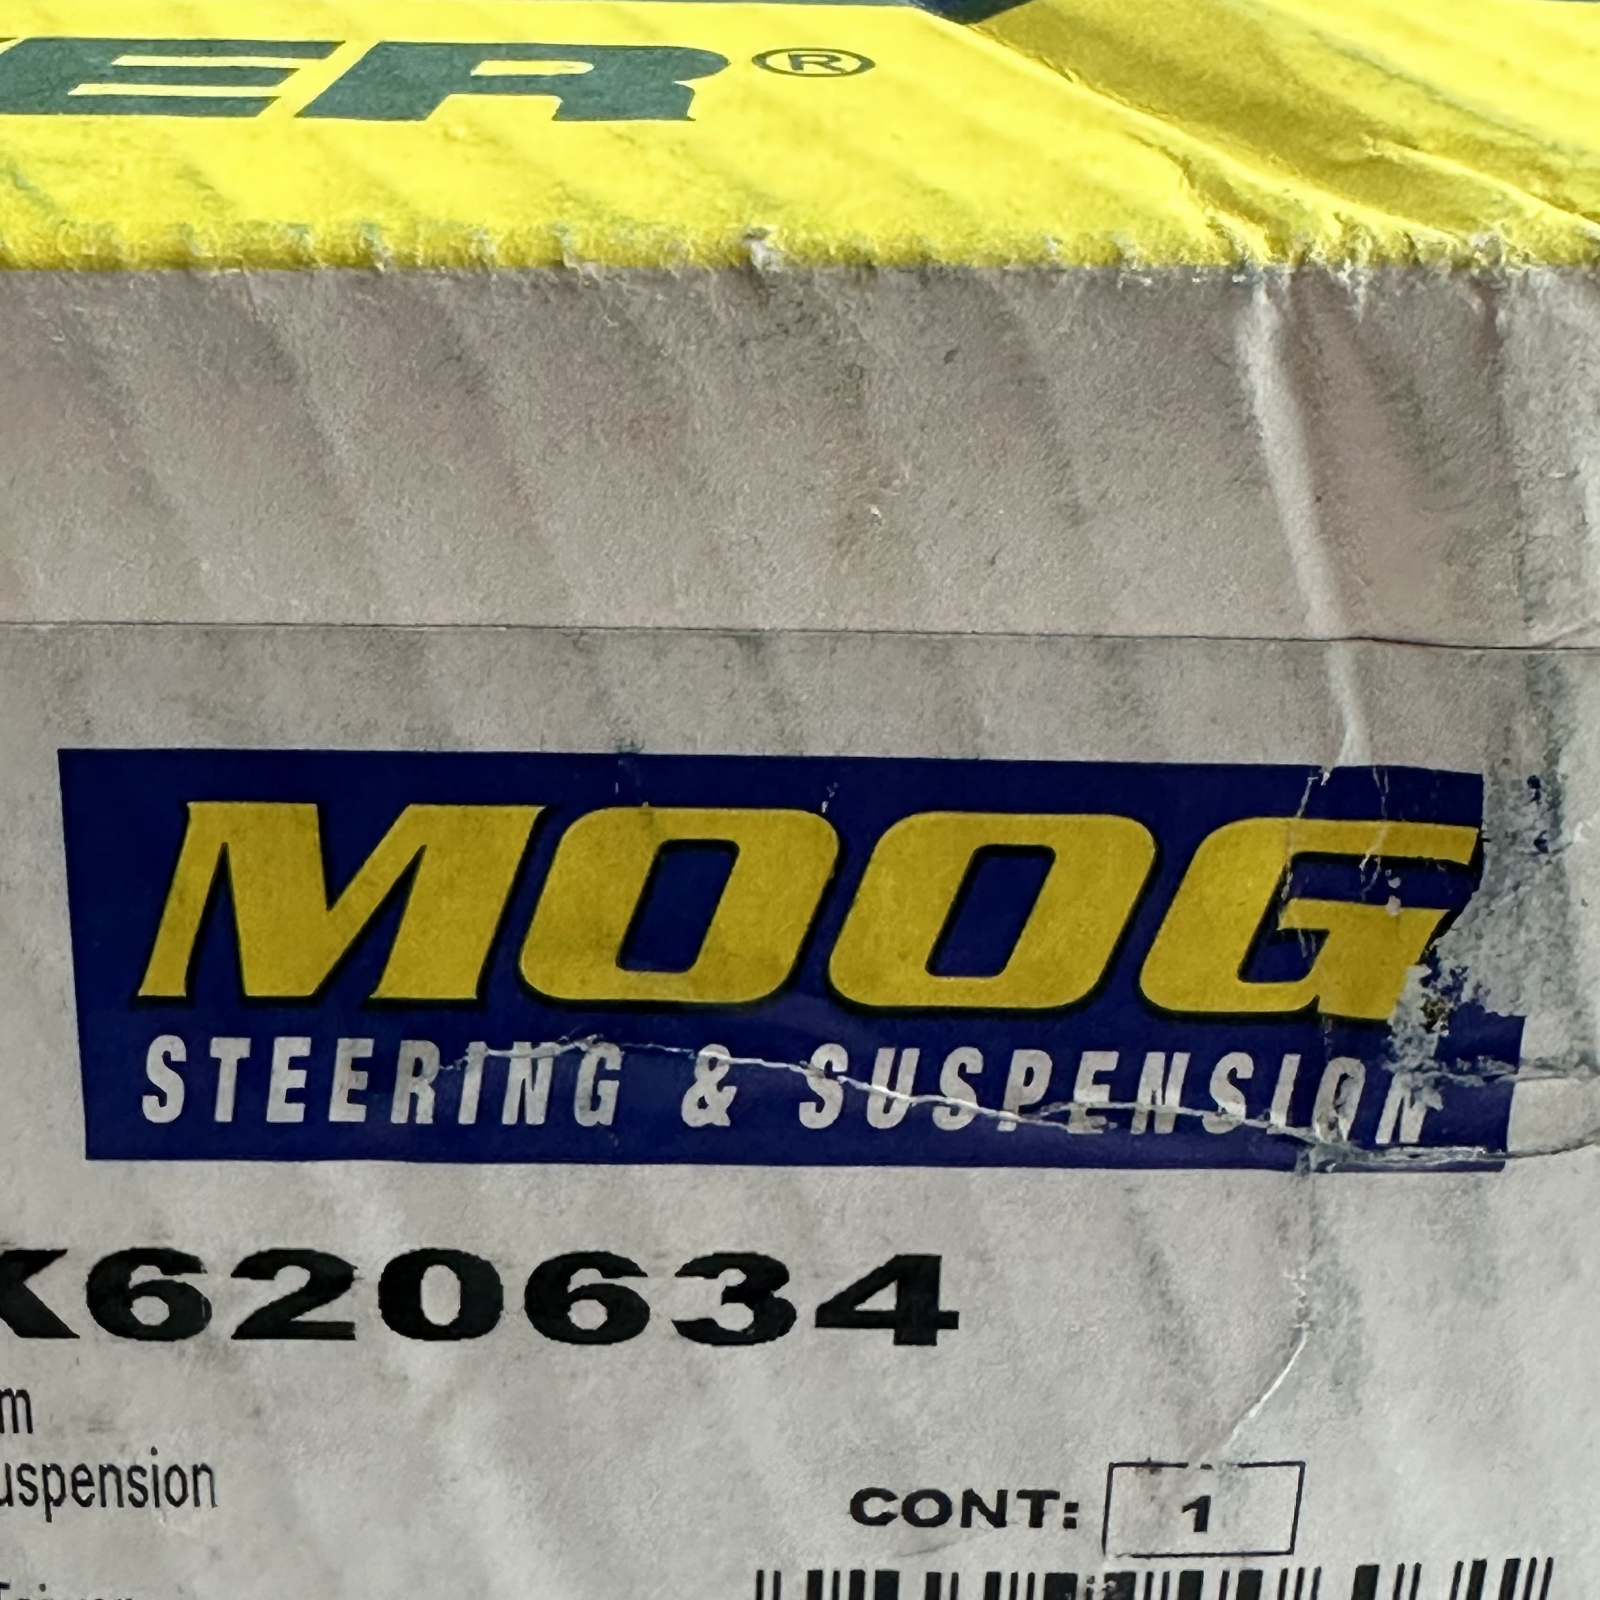 ER®
MOOG
STEERING & SUSPENSION
K620634
m
uspension
CONT: 1